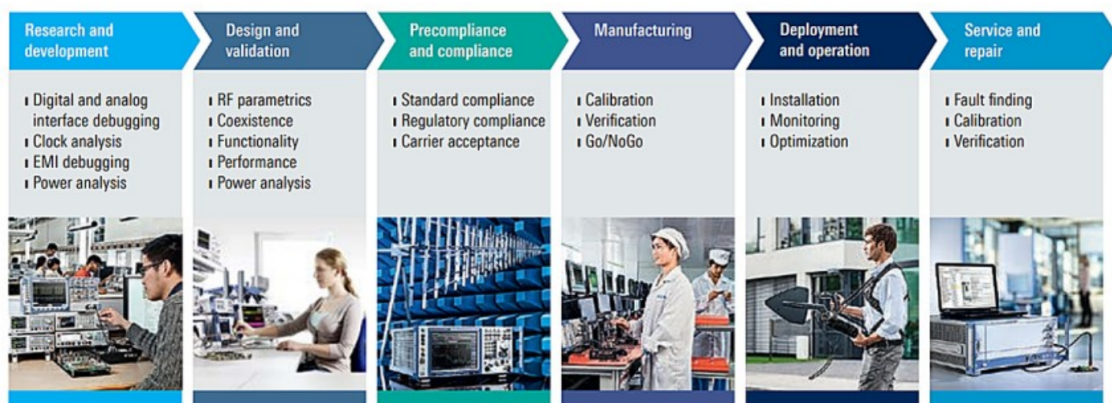 Research and
development
Design and
validation
Precompliance
and compliance
Manufacturing
Deployment
and operation
Service and
repair
Digital and analog
interface debugging
Clock analysis
EMI debugging
Power analysis
RF parametrics
Coexistence
Functionality
Performance
Power analysis
Standard compliance
Regulatory compliance
Carrier acceptance
Calibration
Verification
Go/NoGo
Installation
Monitoring
Optimization
Fault finding
Calibration
Verification